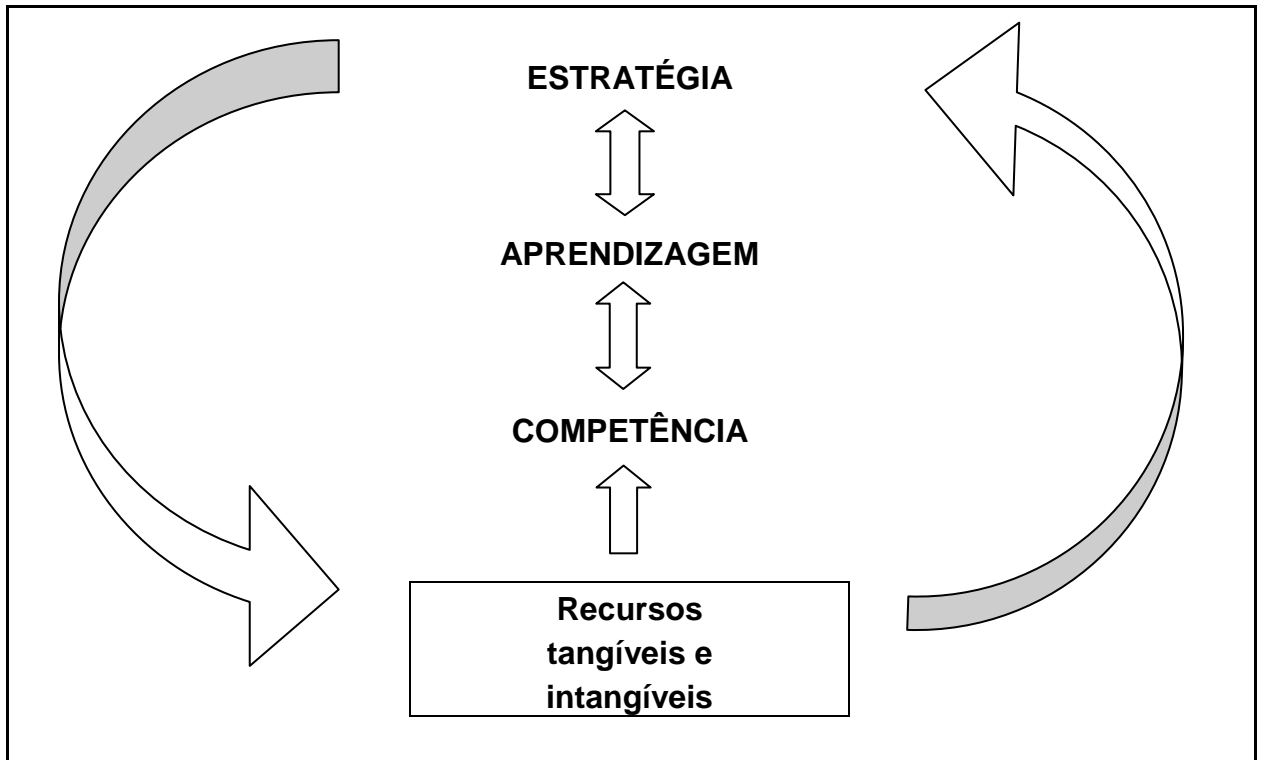 ESTRATÉGIA
APRENDIZAGEM
COMPETÊNCIA
Recursos
tangíveis e
intangíveis